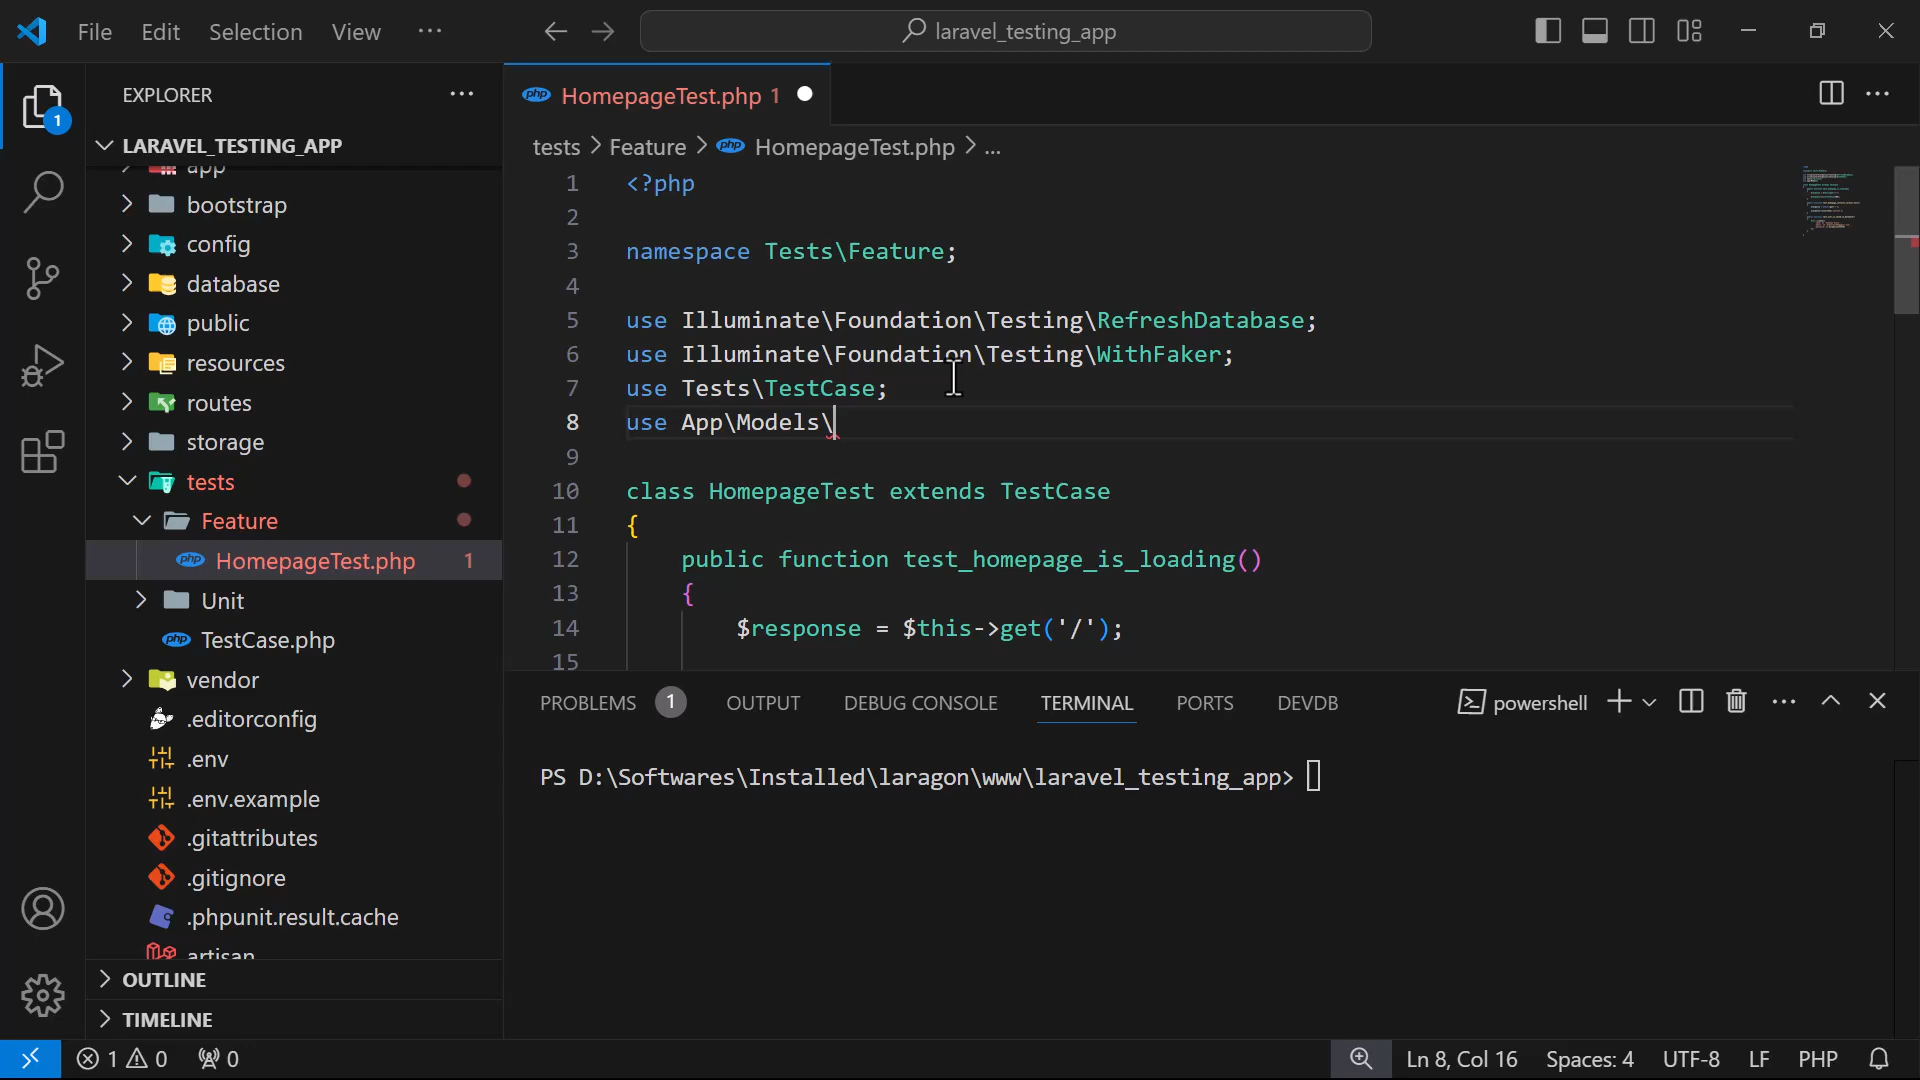 File Edit Selection View ...
laravel_testing_app
EXPLORER
1
LARAVEL_TESTING_APP
app
bootstrap
config
database
public
resources
routes
storage
tests
Feature
HomepageTest.php 1
Unit
TestCase.php
vendor
.editorconfig
.env
.env.example
.gitattributes
.gitignore
.phpunit.result.cache
artisan
OUTLINE
TIMELINE
php HomepageTest.php 1
tests > Feature > php HomepageTest.php > ...
1 <?php
2
3 namespace Tests\Feature;
4
5 use Illuminate\Foundation\Testing\RefreshDatabase;
6 use Illuminate\Foundation\Testing\WithFaker;
7 use Tests\TestCase;
8 use App\Models\
9
10 class HomepageTest extends TestCase
11 {
12 public function test_homepage_is_loading()
13 {
14 $response = $this->get('/');
15
PROBLEMS 1 OUTPUT DEBUG CONSOLE TERMINAL PORTS DEVDB
powershell
PS D:\Softwares\Installed\laragon\www\laravel_testing_app>
1 0 0
Ln 8, Col 16 Spaces: 4 UTF-8 LF PHP